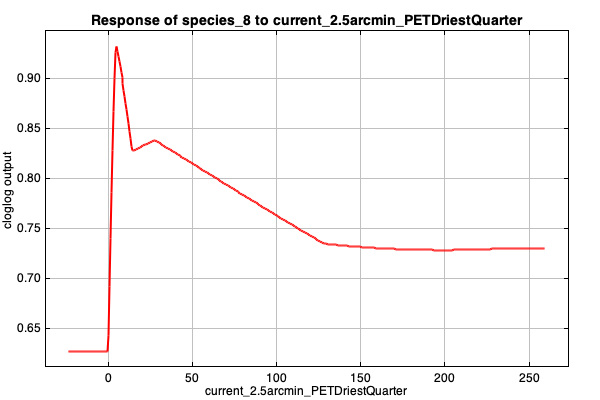 Response of species_8 to current_2.5arcmin_PETDriestQuarter
cloglog output
0.90
0.85
0.80
0.75
0.70
0.65
0 50 100 150 200 250
current_2.5arcmin_PETDriestQuarter